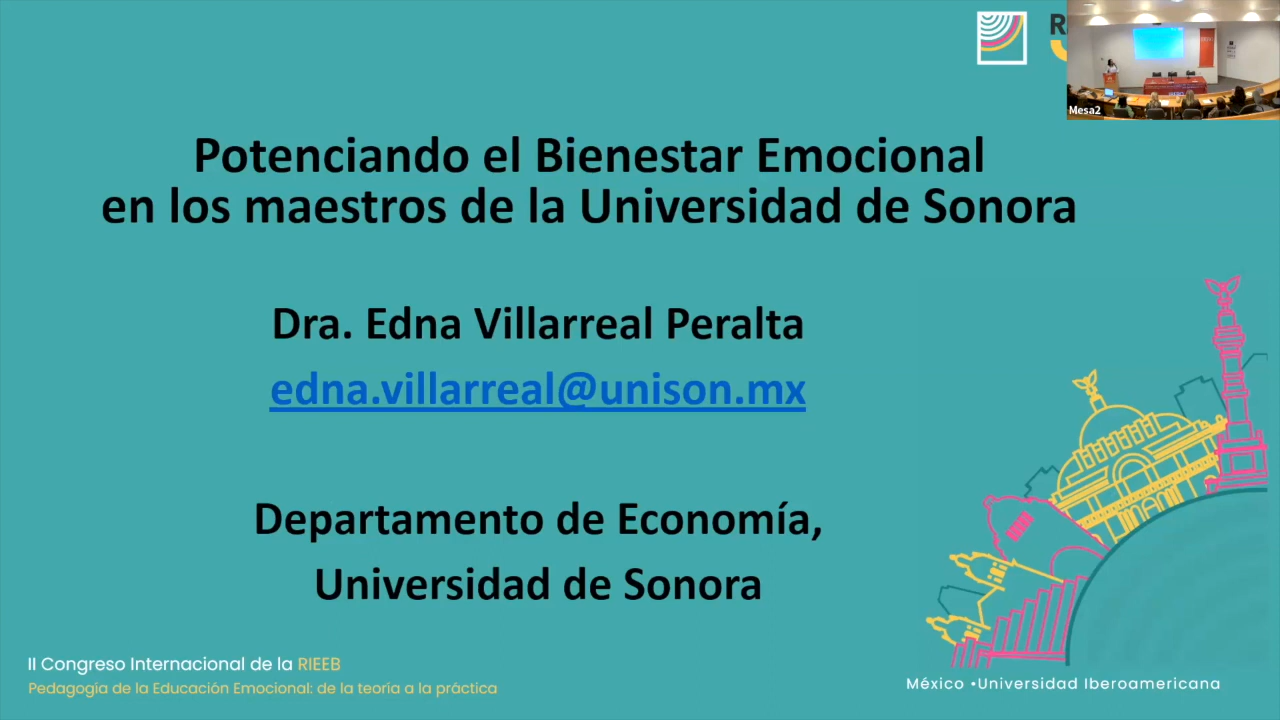 Mesa2
Potenciando el Bienestar Emocional
en los maestros de la Universidad de Sonora
Dra. Edna Villarreal Peralta
edna.villarreal@unison.mx
Departamento de Economía,
Universidad de Sonora
II Congreso Internacional de la RIEEB
Pedagogía de la Educación Emocional: de la teoría a la práctica
México •Universidad Iberoamericana